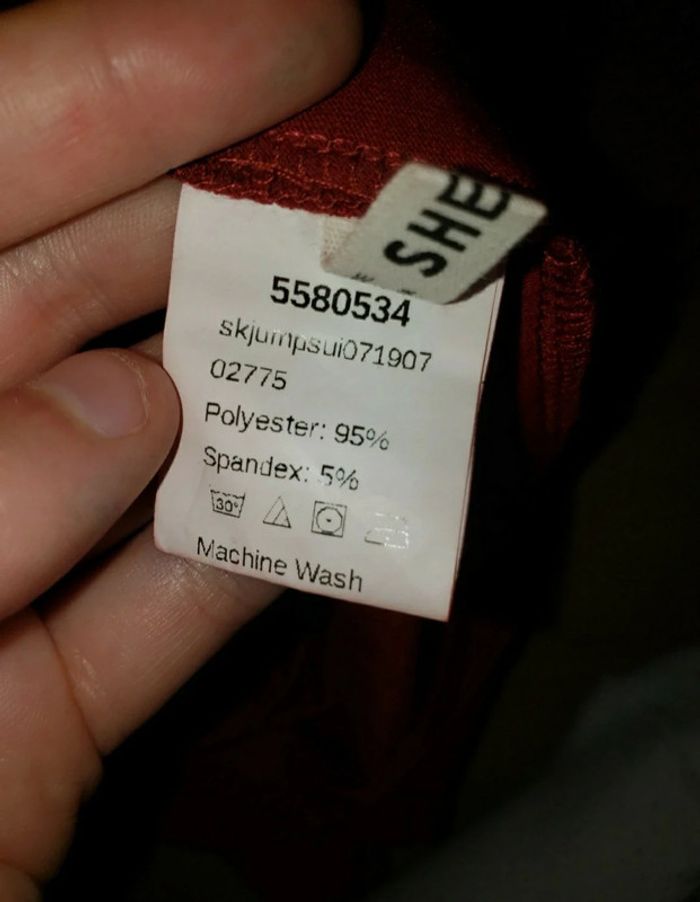 SHE
5580534
skjumpsui071907
02775
Polyester: 95%
Spandex: 5%
30°
Machine Wash